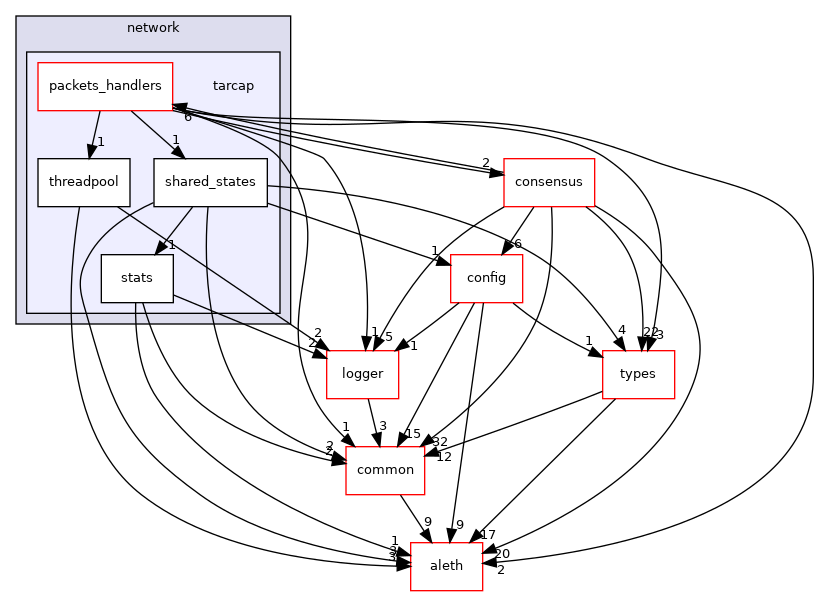 network
packets_handlers
tarcap
6
1
1
2
threadpool
shared_states
consensus
1
1
6
stats
config
2
2
1
5
1
1
4
22
3
logger
types
1
3
15
32
2
2
12
common
9
9
17
1
3
20
2
aleth